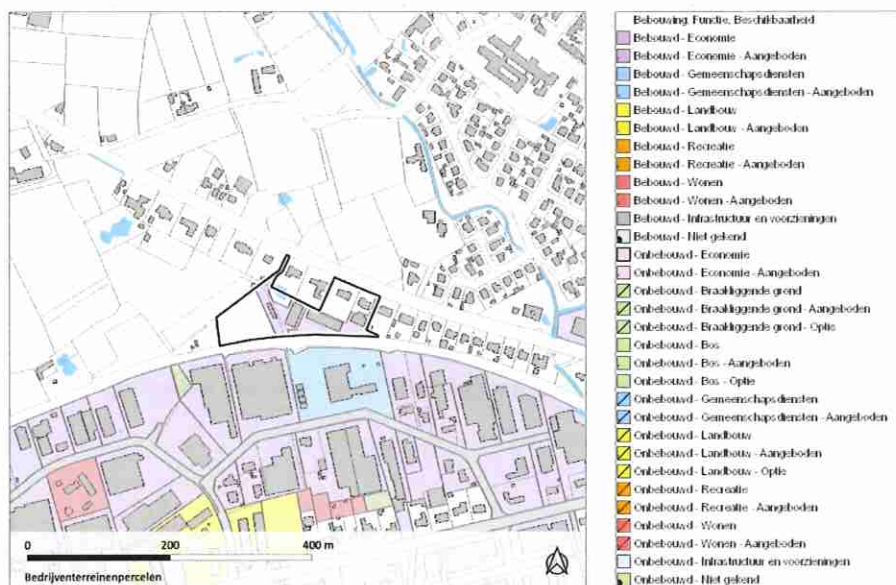 Bebouwing, Functie, Beschikbaarheid
Bebouwd - Economie
Bebouwd - Economie - Aangeboden
Bebouwd - Gemeenschapsdiensten
Bebouwd - Gemeenschapsdiensten - Aangeboden
Bebouwd - Landbouw
Bebouwd - Landbouw - Aangeboden
Bebouwd - Recreatie
Bebouwd - Recreatie - Aangeboden
Bebouwd - Wonen
Bebouwd - Wonen - Aangeboden
Bebouwd - Infrastructuur en voorzieningen
Bebouwd - Niet gekend
Onbebouwd - Economie
Onbebouwd - Economie - Aangeboden
Onbebouwd - Braakliggende grond
Onbebouwd - Braakliggende grond - Aangeboden
Onbebouwd - Braakliggende grond - Optie
Onbebouwd - Bos
Onbebouwd - Bos - Aangeboden
Onbebouwd - Bos - Optie
Onbebouwd - Gemeenschapsdiensten
Onbebouwd - Gemeenschapsdiensten - Aangeboden
Onbebouwd - Landbouw
Onbebouwd - Landbouw - Aangeboden
Onbebouwd - Landbouw - Optie
Onbebouwd - Recreatie
Onbebouwd - Recreatie - Aangeboden
Onbebouwd - Wonen
Onbebouwd - Wonen - Aangeboden
Onbebouwd - Infrastructuur en voorzieningen
Onbebouwd - Niet gekend
0 200 400 m
Bedrijventerreinenpercelen